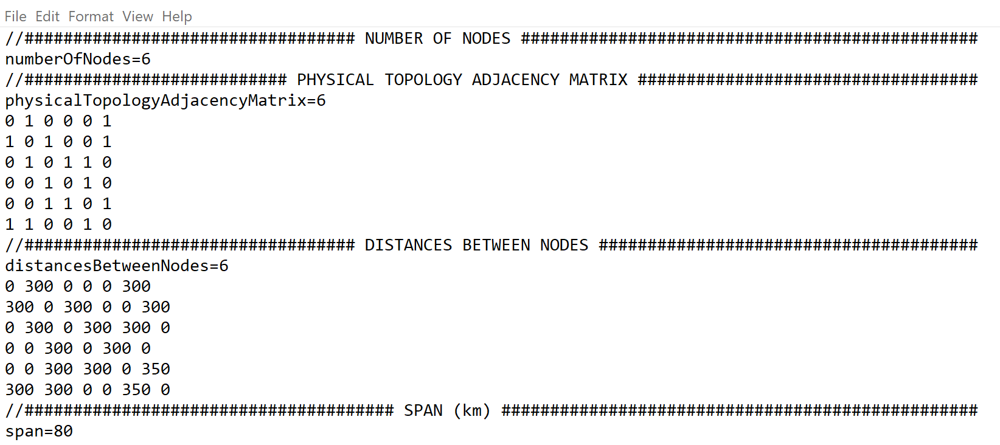 File Edit Format View Help
//################################## NUMBER OF NODES ###############################################
numberOfNodes=6
//########################### PHYSICAL TOPOLOGY ADJACENCY MATRIX ###################################
physicalTopologyAdjacencyMatrix=6
0 1 0 0 0 1
1 0 1 0 0 1
0 1 0 1 1 0
0 0 1 0 1 0
0 0 1 1 0 1
1 1 0 0 1 0
//################################## DISTANCES BETWEEN NODES #######################################
distancesBetweenNodes=6
0 300 0 0 0 300
300 0 300 0 0 300
0 300 0 300 300 0
0 0 300 0 300 0
0 0 300 300 0 350
300 300 0 0 350 0
//###################################### SPAN (km) #################################################
span=80